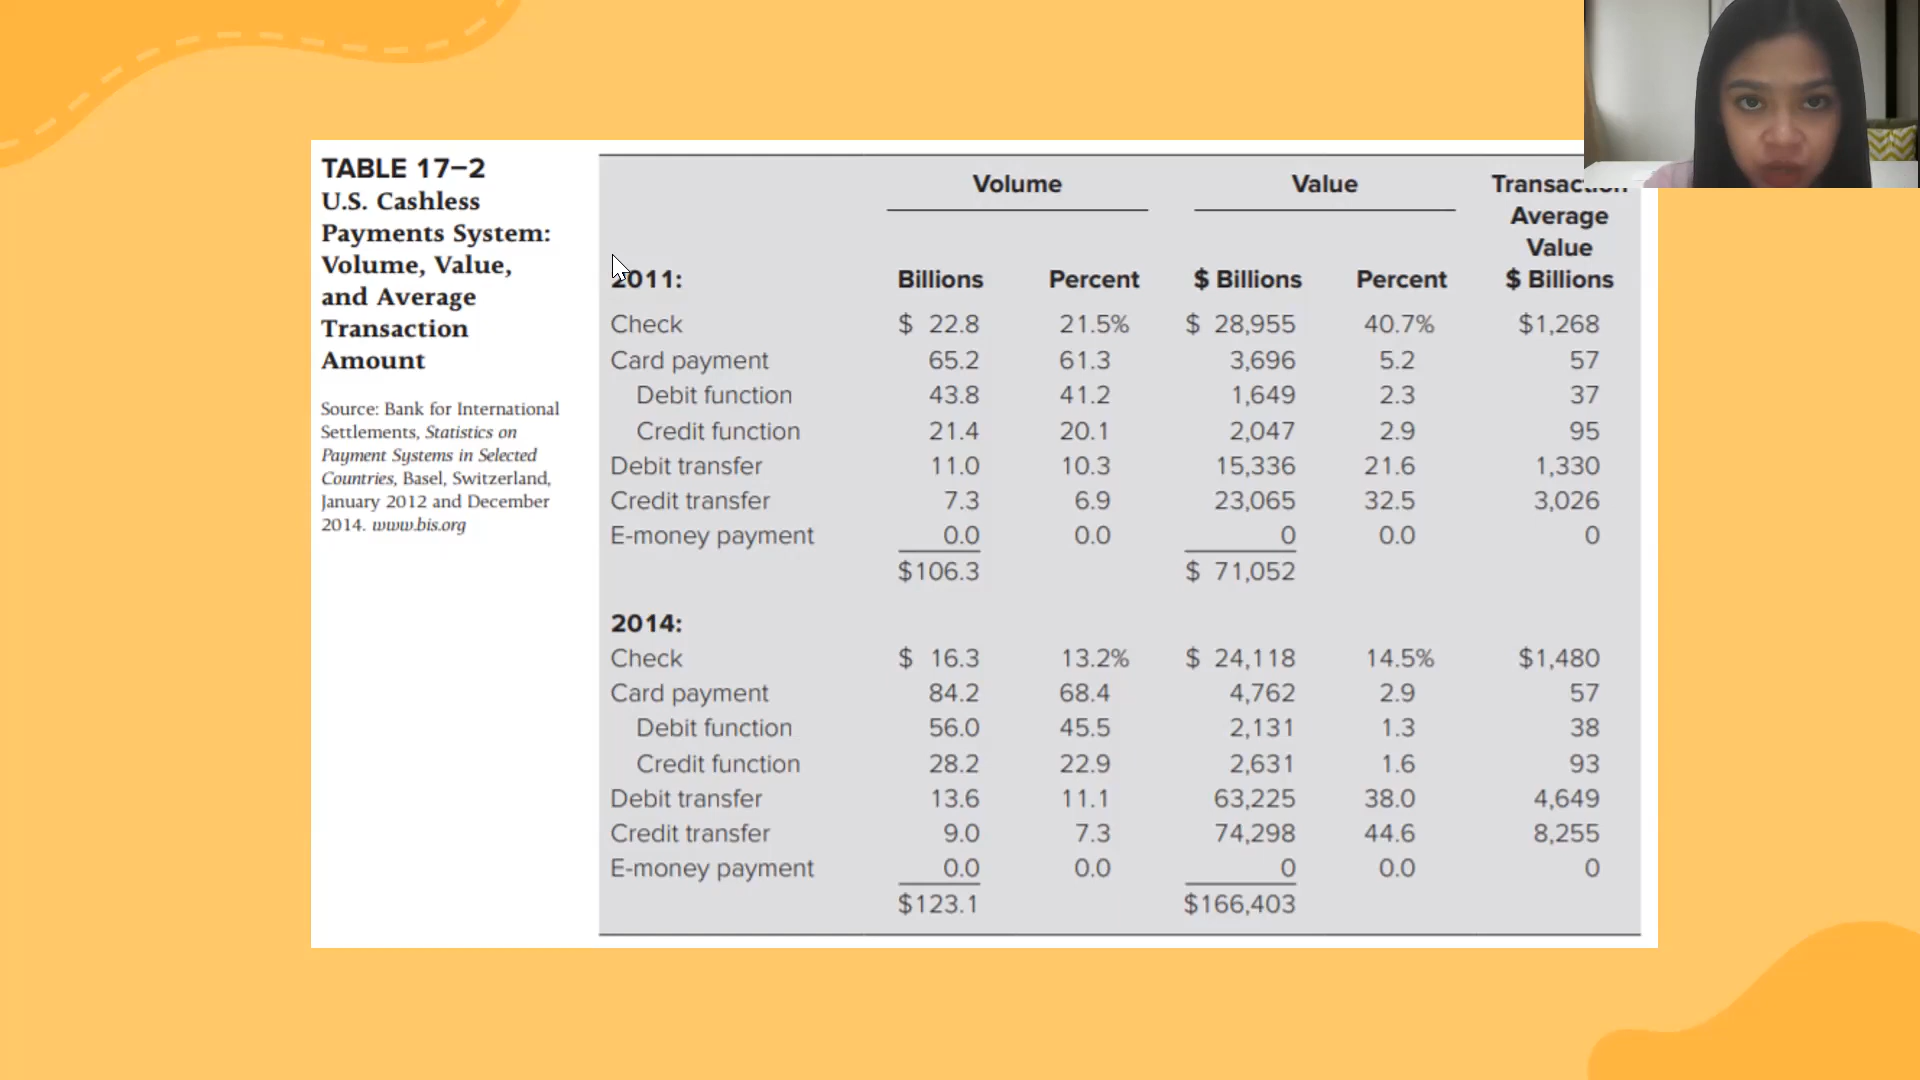 TABLE 17–2
U.S. Cashless
Payments System:
Volume, Value,
and Average
Transaction
Amount
Source: Bank for International
Settlements, Statistics on
Payment Systems in Selected
Countries, Basel, Switzerland,
January 2012 and December
2014. www.bis.org
Volume Value Transaction
Average
Value
2011: Billions Percent $ Billions Percent $ Billions
Check $ 22.8 21.5% $ 28,955 40.7% $1,268
Card payment 65.2 61.3 3,696 5.2 57
Debit function 43.8 41.2 1,649 2.3 37
Credit function 21.4 20.1 2,047 2.9 95
Debit transfer 11.0 10.3 15,336 21.6 1,330
Credit transfer 7.3 6.9 23,065 32.5 3,026
E-money payment 0.0 0.0 0 0.0 0
$106.3 $ 71,052
2014:
Check $ 16.3 13.2% $ 24,118 14.5% $1,480
Card payment 84.2 68.4 4,762 2.9 57
Debit function 56.0 45.5 2,131 1.3 38
Credit function 28.2 22.9 2,631 1.6 93
Debit transfer 13.6 11.1 63,225 38.0 4,649
Credit transfer 9.0 7.3 74,298 44.6 8,255
E-money payment 0.0 0.0 0 0.0 0
$123.1 $166,403